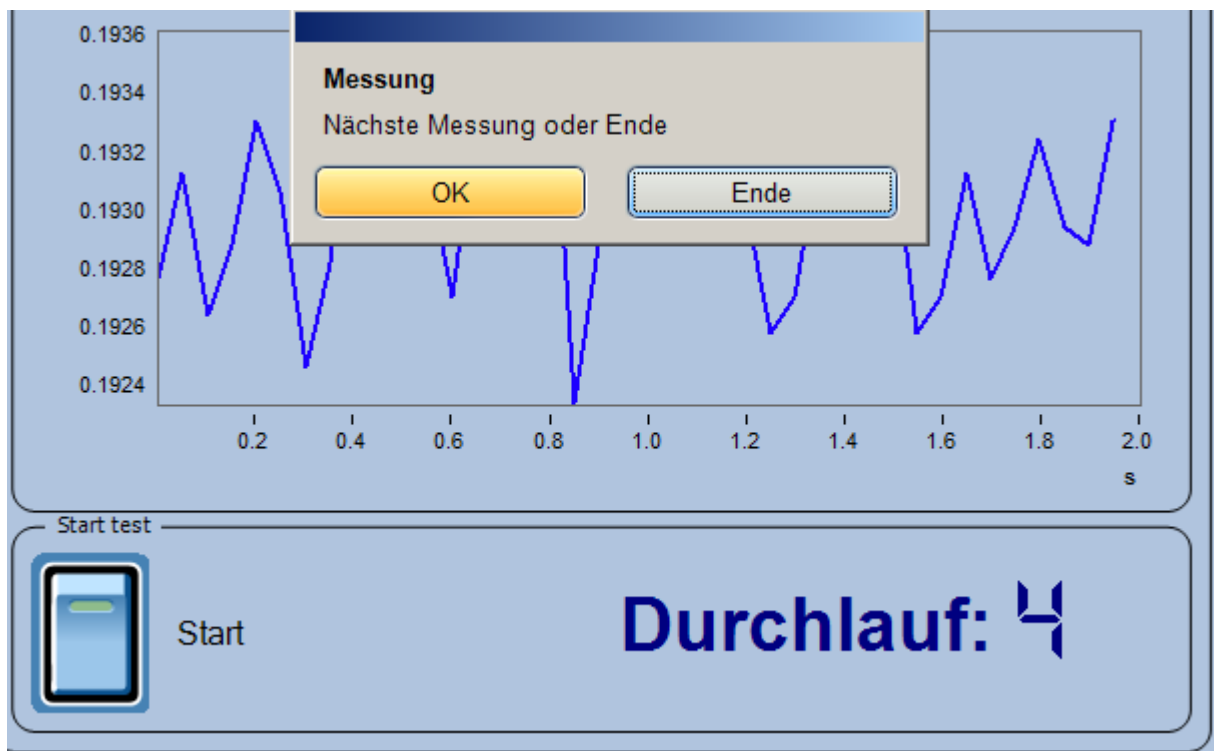 0.1936
0.1934
0.1932
0.1930
0.1928
0.1926
0.1924
Messung
Nächste Messung oder Ende
OK Ende
0.2 0.4 0.6 0.8 1.0 1.2 1.4 1.6 1.8 2.0
s
Start test
Start
Durchlauf: 4